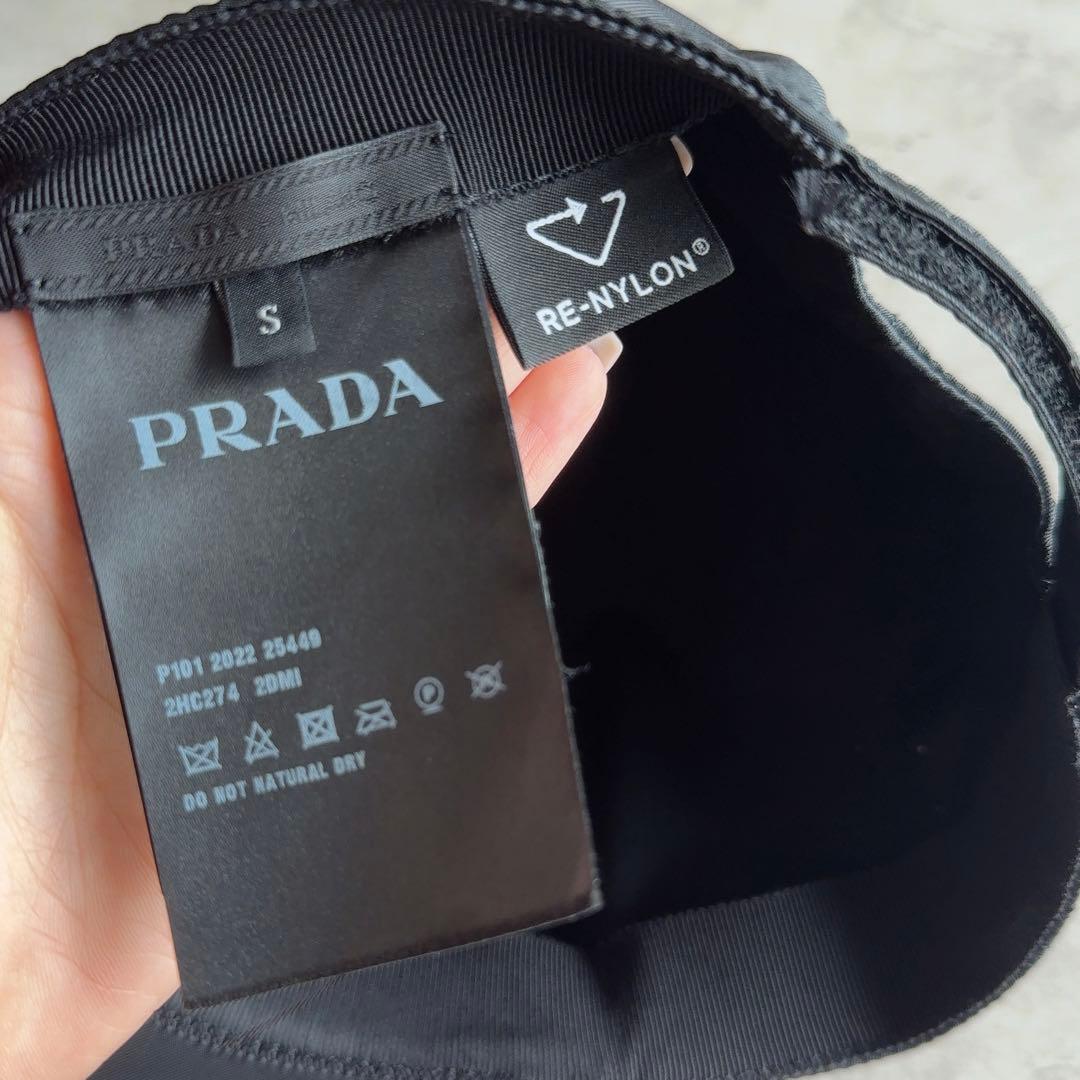 PRADA
S
RE-NYLON®
PRADA
P101 2022 25449
2HC274 2DMI
P
DO NOT NATURAL DRY